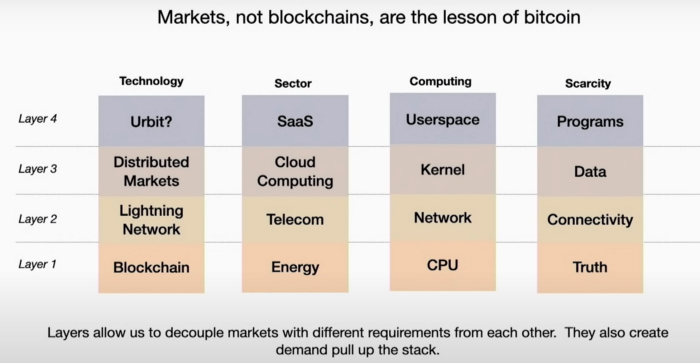 Markets, not blockchains, are the lesson of bitcoin
Technology Sector Computing Scarcity
Layer 4 Urbit? SaaS Userspace Programs
Layer 3 Distributed Markets Cloud Computing Kernel Data
Layer 2 Lightning Network Telecom Network Connectivity
Layer 1 Blockchain Energy CPU Truth
Layers allow us to decouple markets with different requirements from each other. They also create
demand pull up the stack.